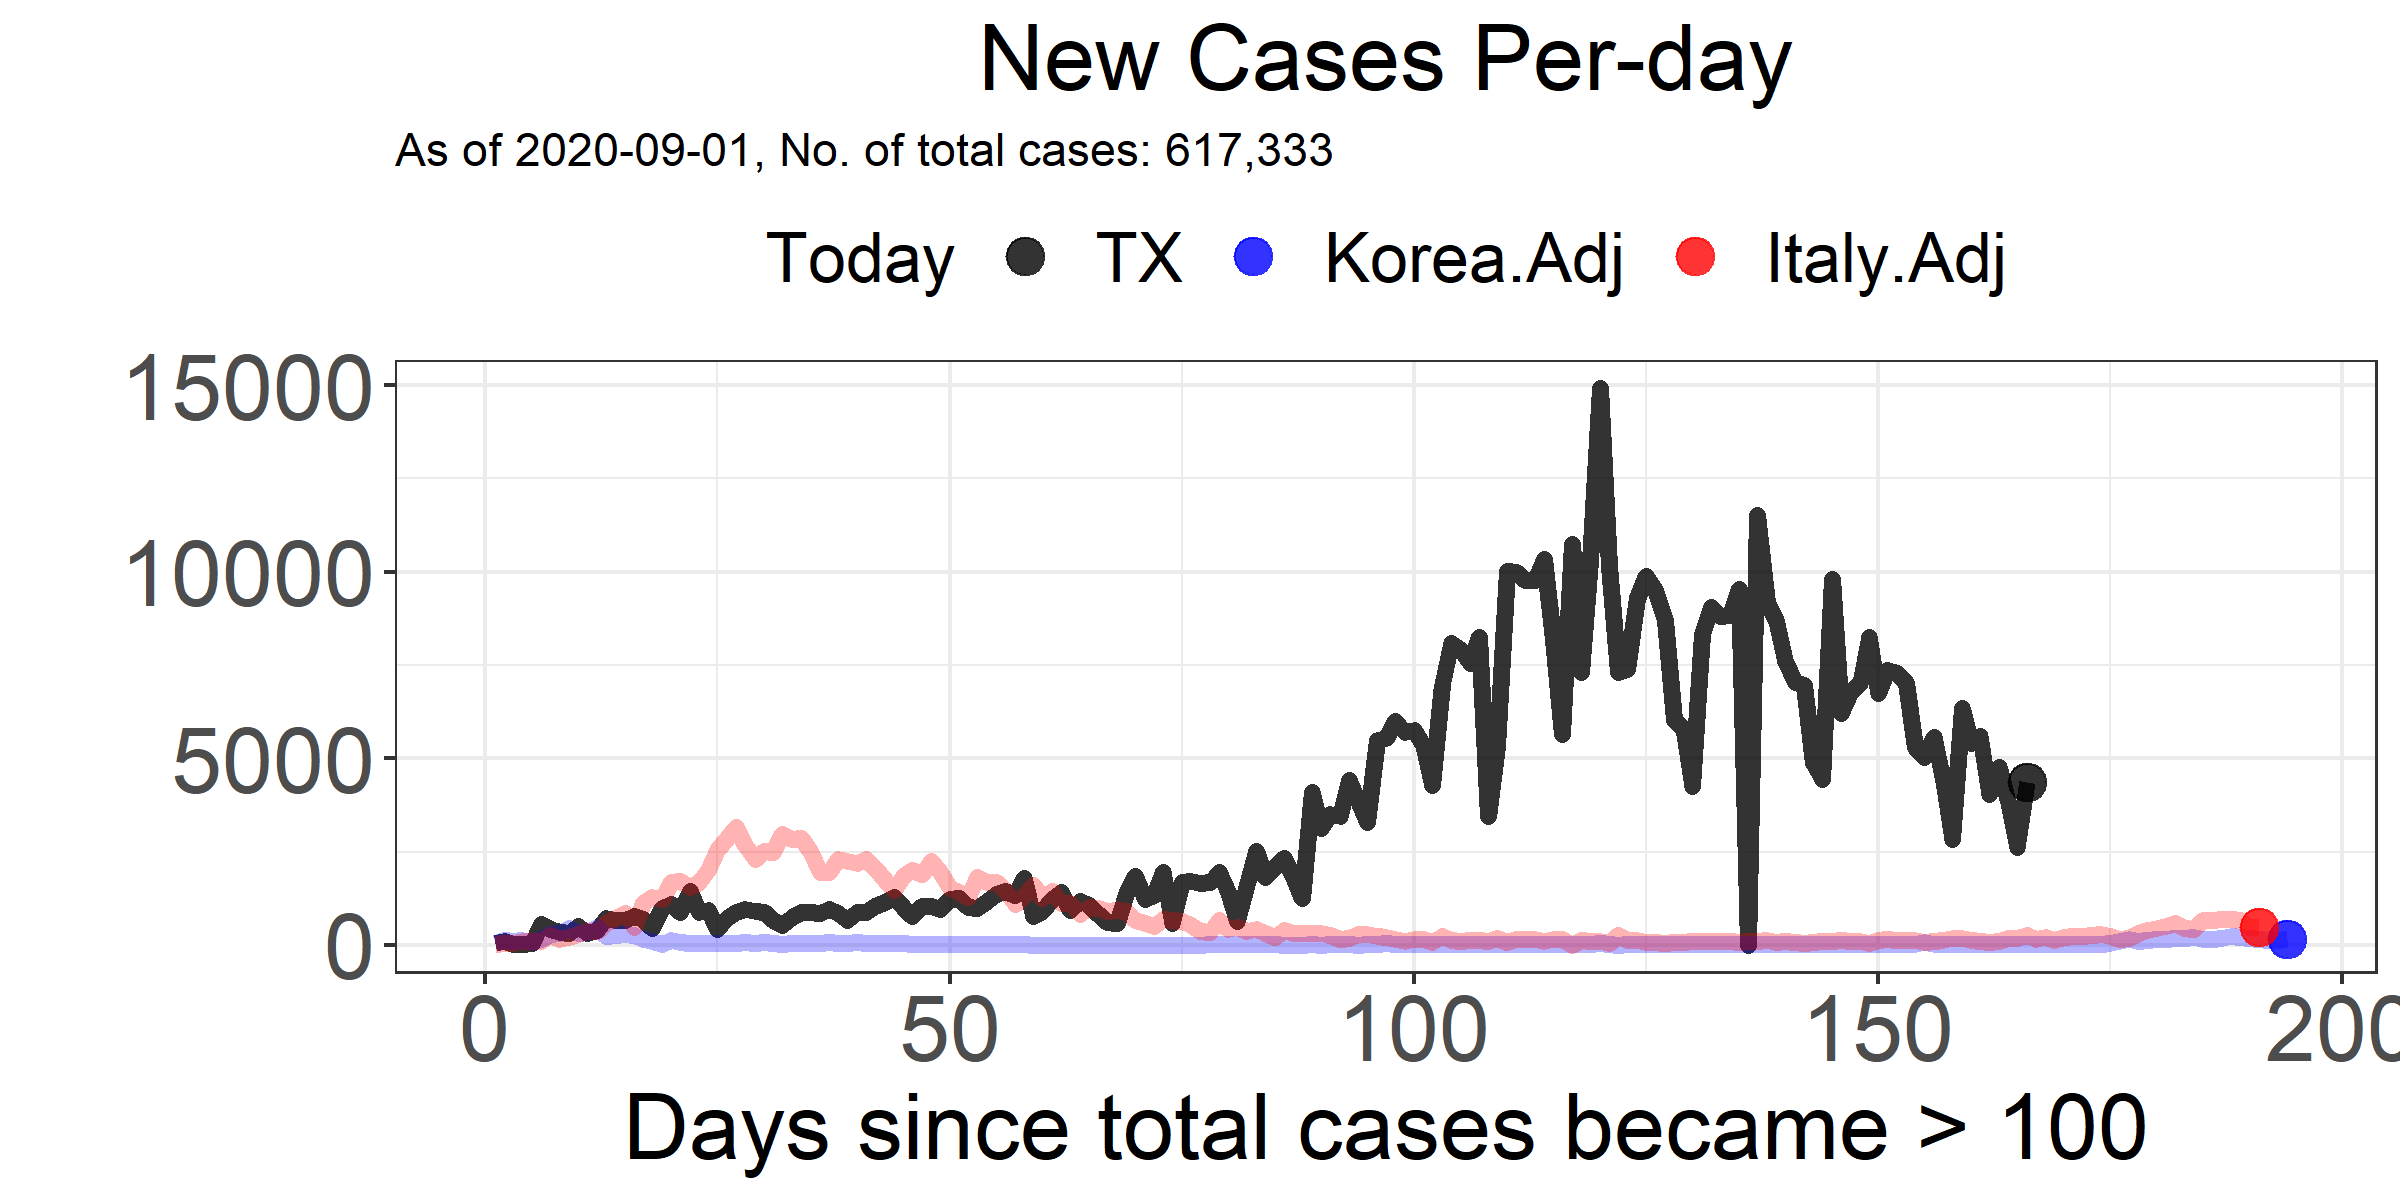 New Cases Per-day
As of 2020-09-01, No. of total cases: 617,333
Today TX Korea.Adj Italy.Adj
15000
10000
5000
0
0 50 100 150 200
Days since total cases became > 100